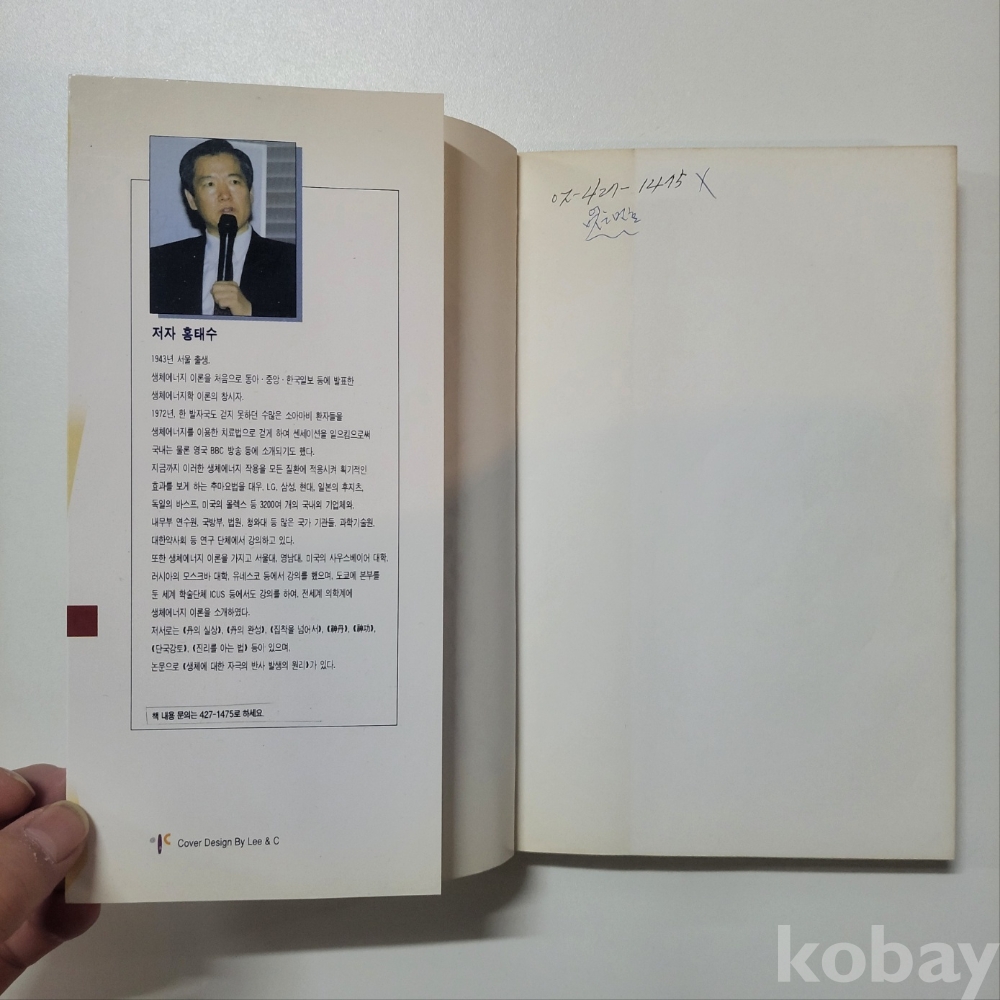 저자 홍태수
1943년 서울 출생.
생체에너지 이론을 처음으로 동아·중앙·한국일보 등에 발표한
생체에너지학 이론의 창시자.
1972년, 한 발자국도 걷지 못하던 수많은 소아마비 환자들을
생체에너지를 이용한 치료법으로 걷게 하여 쎈세이션을 일으킴으로써
국내는 물론 영국 BBC 방송 등에 소개되기도 했다.
지금까지 이러한 생체에너지 작용을 모든 질환에 적용시켜 획기적인
효과를 보게 하는 추마요법을 대우, LG, 삼성, 현대, 일본의 후지츠,
독일의 바스프, 미국의 몰렉스 등 3200여 개의 국내외 기업체와,
내무부 연수원, 국방부, 법원, 청와대 등 많은 국가 기관들, 과학기술원,
대한약사회 등 연구 단체에서 강의하고 있다.
또한 생체에너지 이론을 가지고 서울대, 영남대, 미국의 사우스베이어 대학,
러시아의 모스크바 대학, 유네스코 등에서 강의를 했으며, 도쿄에 본부를
둔 세계 학술단체 ICUS 등에서도 강의를 하여, 전세계 의학계에
생체에너지 이론을 소개하였다.
저서로는 《丹의 실상》, 《丹의 완성》, 《집착을 넘어서》, 《神丹》, 《神功》,
《단국강토》, 《진리를 아는 법》 등이 있으며,
논문으로 《생체에 대한 자극의 반사 발생의 원리》가 있다.
책 내용 문의는 427-1475로 하세요.
Cover Design By Lee & C
02-427-1475 X
없는번호
kobay